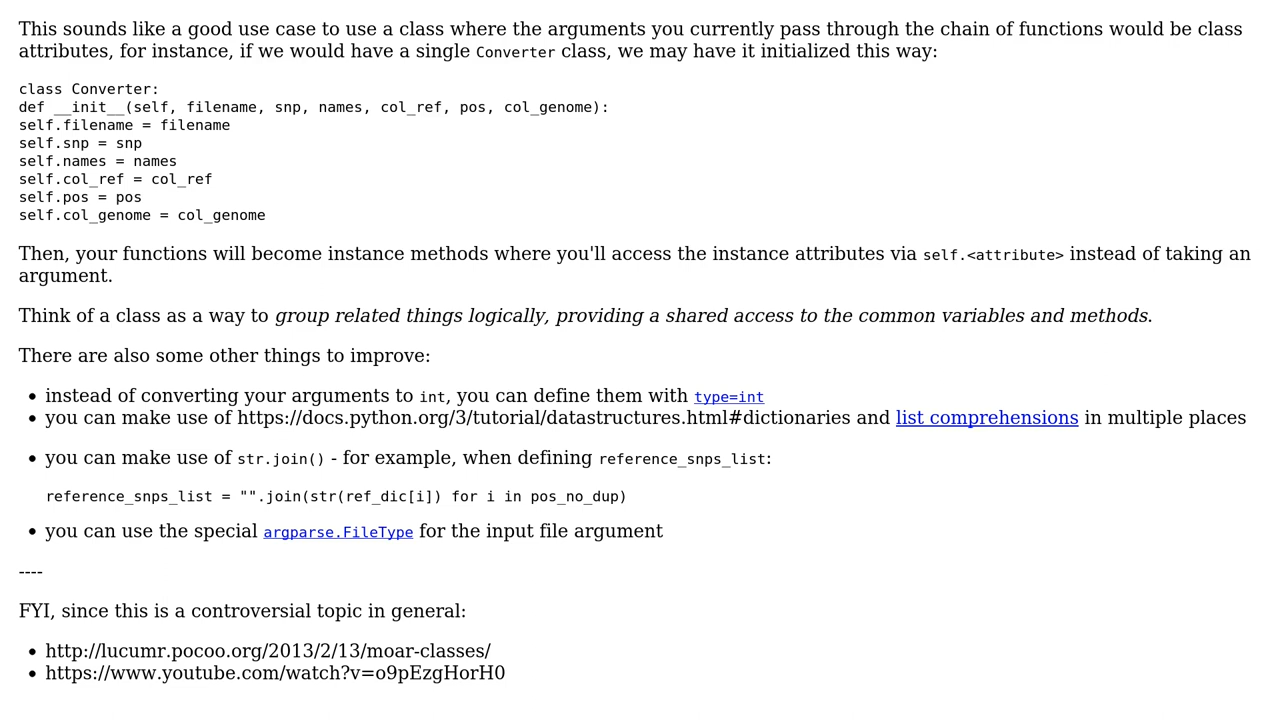 This sounds like a good use case to use a class where the arguments you currently pass through the chain of functions would be class
attributes, for instance, if we would have a single Converter class, we may have it initialized this way:
class Converter:
def __init__(self, filename, snp, names, col_ref, pos, col_genome):
self.filename = filename
self.snp = snp
self.names = names
self.col_ref = col_ref
self.pos = pos
self.col_genome = col_genome
Then, your functions will become instance methods where you'll access the instance attributes via self.<attribute> instead of taking an
argument.
Think of a class as a way to group related things logically, providing a shared access to the common variables and methods.
There are also some other things to improve:
• instead of converting your arguments to int, you can define them with type=int
• you can make use of https://docs.python.org/3/tutorial/datastructures.html#dictionaries and list comprehensions in multiple places
• you can make use of str.join() - for example, when defining reference_snps_list:
reference_snps_list = "".join(str(ref_dic[i]) for i in pos_no_dup)
• you can use the special argparse.FileType for the input file argument
----
FYI, since this is a controversial topic in general:
• http://lucumr.pocoo.org/2013/2/13/moar-classes/
• https://www.youtube.com/watch?v=o9pEzgHorH0